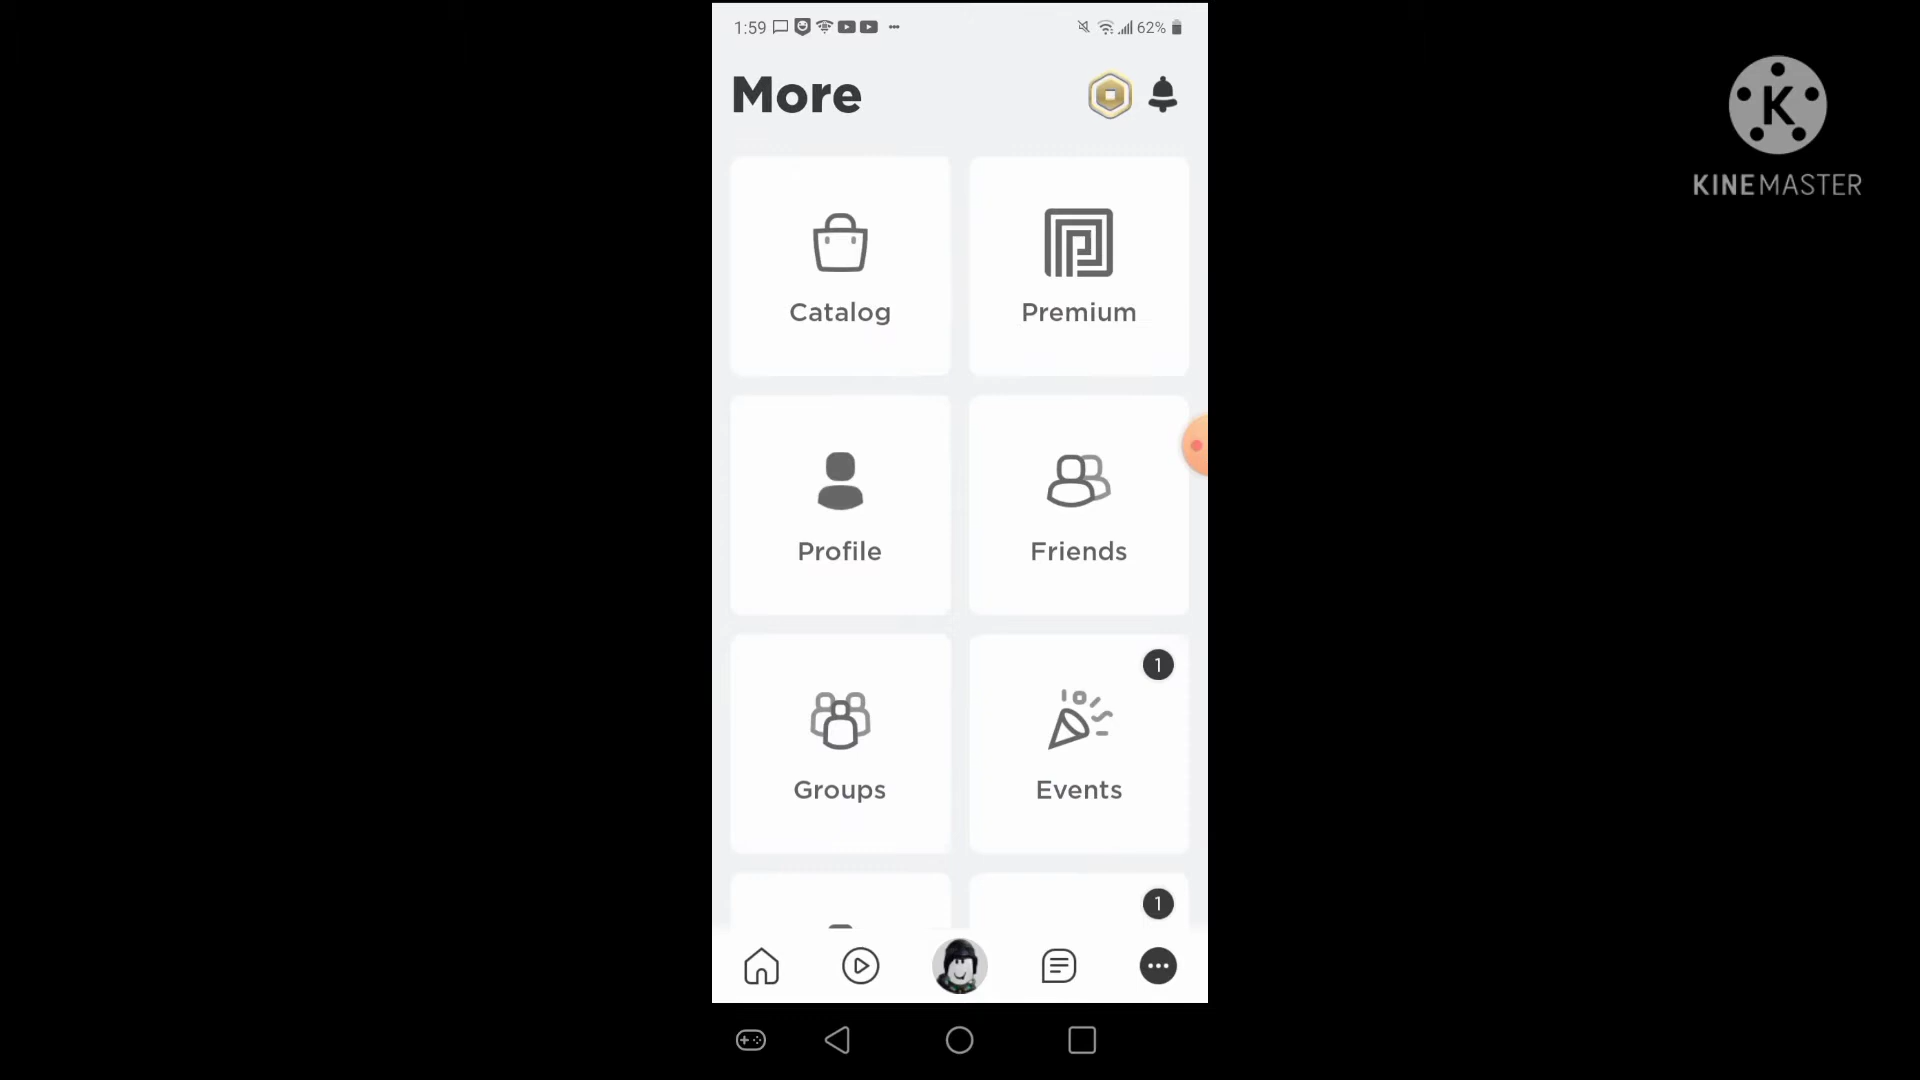 1:59
62%
More
KINEMASTER
Catalog
Premium
Profile
Friends
1
Groups
Events
1